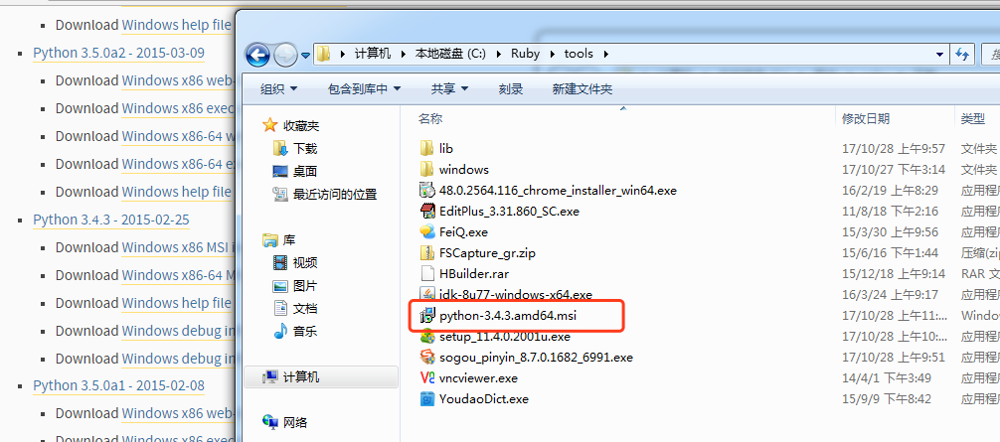 Download Windows help file
Python 3.5.0a2 - 2015-03-09
Download Windows x86 web-
Download Windows x86 exec
Download Windows x86-64 w
Download Windows x86-64 ex
Download Windows help file
Python 3.4.3 - 2015-02-25
Download Windows x86 MSI i
Download Windows x86-64 M
Download Windows help file
Download Windows debug in
Download Windows debug in
Python 3.5.0a1 - 2015-02-08
Download Windows x86 web-
Download Windows x86 exec
计算机 本地磁盘 (C:) Ruby tools
组织 包含到库中 共享 刻录 新建文件夹
收藏夹
下载
桌面
最近访问的位置
库
视频
图片
文档
音乐
计算机
网络
名称 修改日期 类型
lib 17/10/28 上午9:57 文件夹
windows 17/10/27 下午3:14 文件夹
48.0.2564.116_chrome_installer_win64.exe 16/2/19 上午8:29 应用程序
EditPlus_3.31.860_SC.exe 11/8/18 下午2:16 应用程序
FeiQ.exe 15/3/30 上午9:56 应用程序
FSCapture_gr.zip 15/6/16 下午1:44 压缩(zip
HBuilder.rar 15/12/18 上午9:14 RAR 文
jdk-8u77-windows-x64.exe 16/3/24 上午9:17 应用程序
python-3.4.3.amd64.msi 17/10/28 上午11:... Windo
setup_11.4.0.2001u.exe 17/10/28 上午10:... 应用程序
sogou_pinyin_8.7.0.1682_6991.exe 17/10/28 上午9:51 应用程序
vncviewer.exe 14/4/1 下午3:49 应用程序
YoudaoDict.exe 15/9/9 下午8:42 应用程序